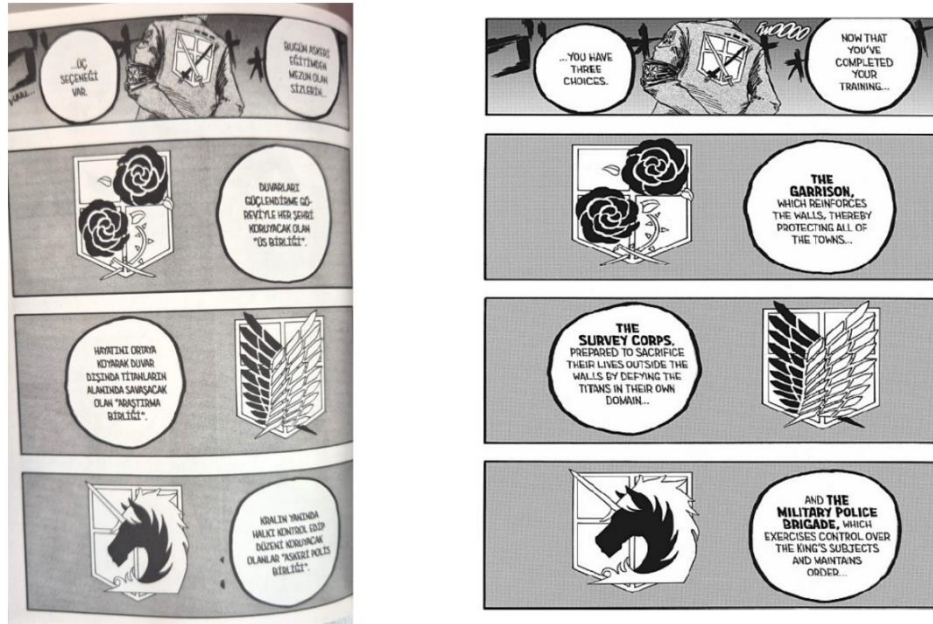 BUGÜN ASKERİ
EĞİTİMDEN
MEZUN OLAN
SİZLERİN...
...ÜÇ
SEÇENEĞİ
VAR.
DUVARLARI
GÜÇLENDİRME GÖ-
REVİYLE HER ŞEHRİ
KORUYACAK OLAN
"ÜS BİRLİĞİ".
HAYATINI ORTAYA
KOYARAK DUVAR
DIŞINDA TİTANLARIN
ALANINDA SAVAŞACAK
OLAN "ARAŞTIRMA
BİRLİĞİ".
KRALIN YANINDA
HALKI KONTROL EDİP
DÜZENİ KORUYACAK
OLANLAR "ASKERİ POLİS
BİRLİĞİ".
FWOOOO
NOW THAT
YOU'VE
COMPLETED
YOUR
TRAINING...
...YOU HAVE
THREE
CHOICES.
THE
GARRISON,
WHICH REINFORCES
THE WALLS, THEREBY
PROTECTING ALL OF
THE TOWNS...
THE
SURVEY CORPS,
PREPARED TO SACRIFICE
THEIR LIVES OUTSIDE THE
WALLS BY DEFYING THE
TITANS IN THEIR OWN
DOMAIN...
AND THE
MILITARY POLICE
BRIGADE, WHICH
EXERCISES CONTROL OVER
THE KING'S SUBJECTS
AND MAINTAINS
ORDER...